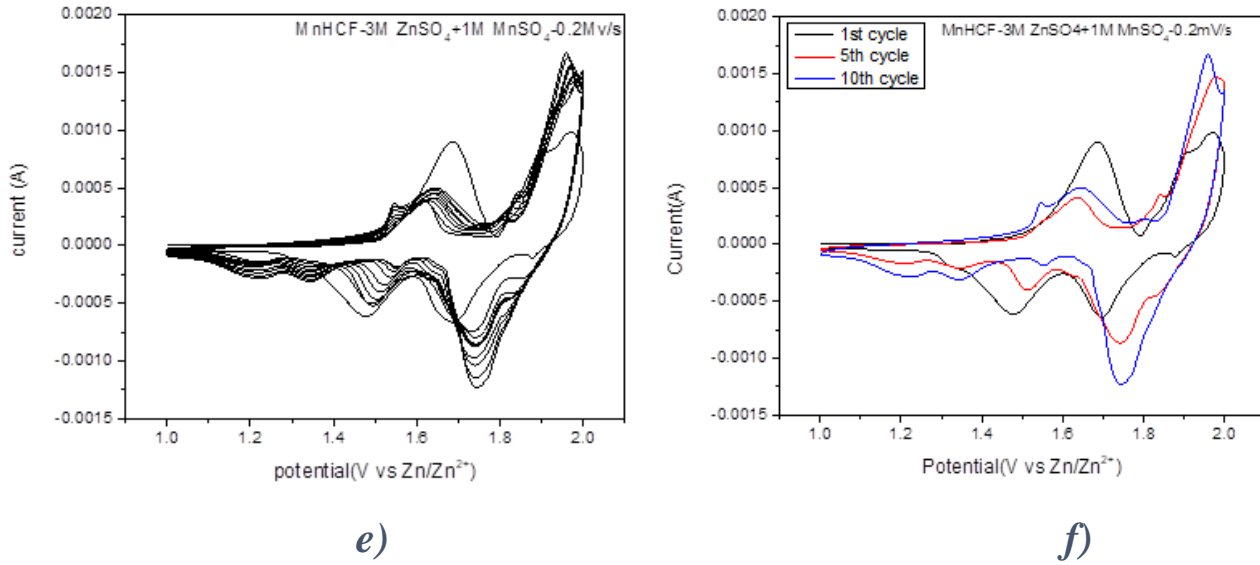 MnHCF-3M ZnSO₄+1M MnSO₄-0.2Mv/s
0.0020
0.0015
0.0010
0.0005
0.0000
-0.0005
-0.0010
-0.0015
current (A)
1.0
1.2
1.4
1.6
1.8
2.0
potential(V vs Zn/Zn²⁺)
e)
MnHCF-3M ZnSO4+1M MnSO₄-0.2mV/s
1st cycle
5th cycle
10th cycle
0.0020
0.0015
0.0010
0.0005
0.0000
-0.0005
-0.0010
-0.0015
Current(A)
1.0
1.2
1.4
1.6
1.8
2.0
Potential(V vs Zn/Zn²⁺)
f)